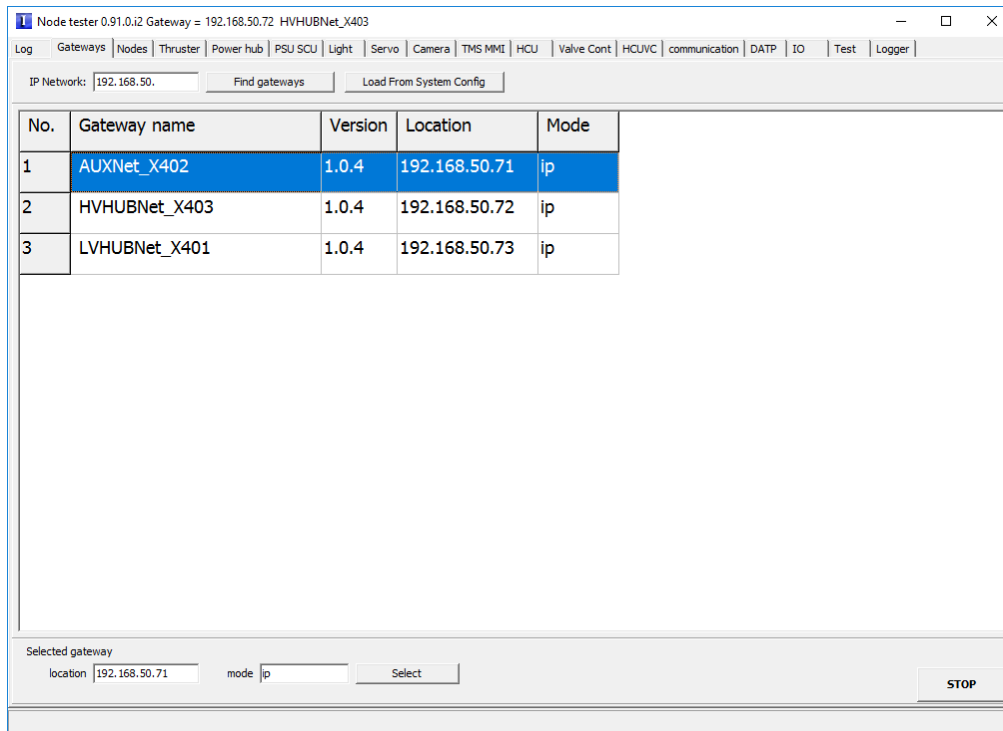 Node tester 0.91.0.i2 Gateway = 192.168.50.72 HVHUBNet_X403
Log Gateways Nodes Thruster Power hub PSU SCU Light Servo Camera TMS MMI HCU Valve Cont HCUVC communication DATP IO Test Logger
IP Network: 192.168.50. Find gateways Load From System Config
No. Gateway name Version Location Mode
1 AUXNet_X402 1.0.4 192.168.50.71 ip
2 HVHUBNet_X403 1.0.4 192.168.50.72 ip
3 LVHUBNet_X401 1.0.4 192.168.50.73 ip
Selected gateway
location 192.168.50.71 mode ip Select
STOP